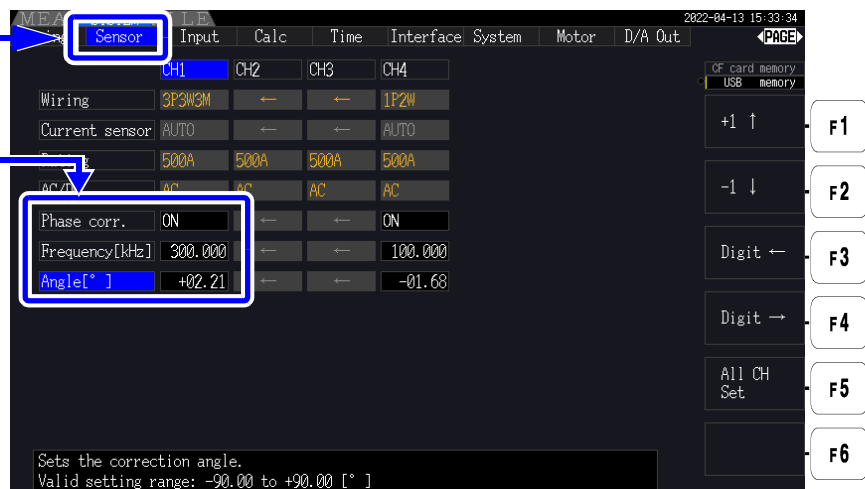 2022-04-13 15:33:34
Sensor Input Calc Time Interface System Motor D/A Out PAGE
CH1 CH2 CH3 CH4
CF card memory
USB memory
Wiring 3P3W3M ← ← 1P2W
+1 ↑ F1
Current sensor AUTO ← ← AUTO
500A 500A 500A 500A
-1 ↓ F2
AC AC AC AC
Phase corr. ON ← ← ON
Frequency[kHz] 300.000 ← ← 100.000
Digit ← F3
Angle[° ] +02.21 ← ← -01.68
Digit → F4
All CH
Set F5
F6
Sets the correction angle.
Valid setting range: -90.00 to +90.00 [° ]